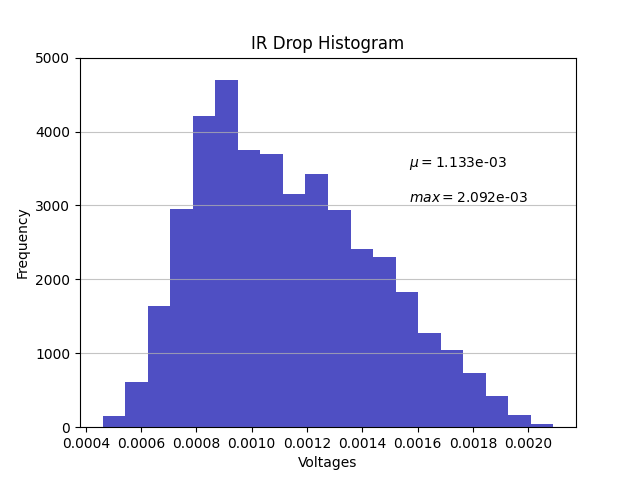 IR Drop Histogram
5000
4000
3000
2000
1000
0
Frequency
μ = 1.133e-03
max = 2.092e-03
0.0004 0.0006 0.0008 0.0010 0.0012 0.0014 0.0016 0.0018 0.0020
Voltages